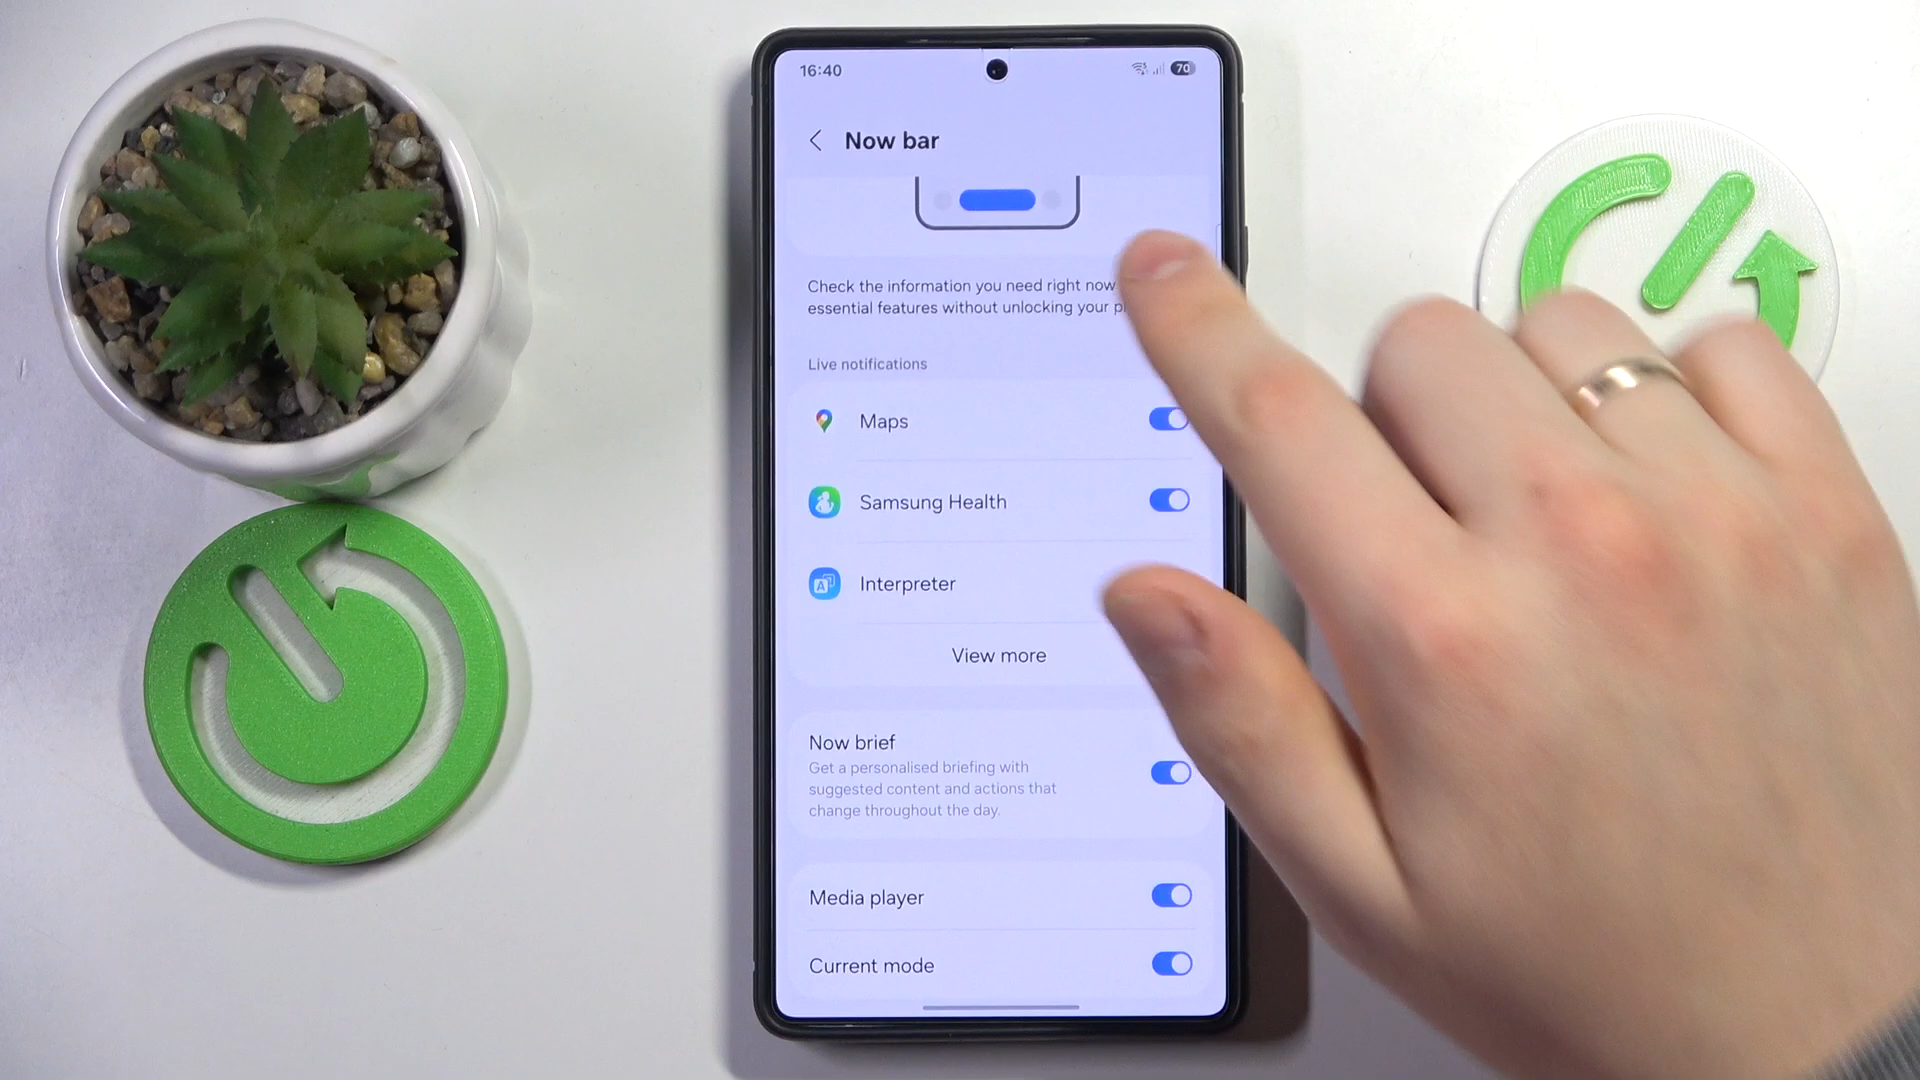 16:40
70
Now bar
Check the information you need right now
essential features without unlocking your
Live notifications
Maps
Samsung Health
Interpreter
View more
Now brief
Get a personalised briefing with
suggested content and actions that
change throughout the day.
Media player
Current mode